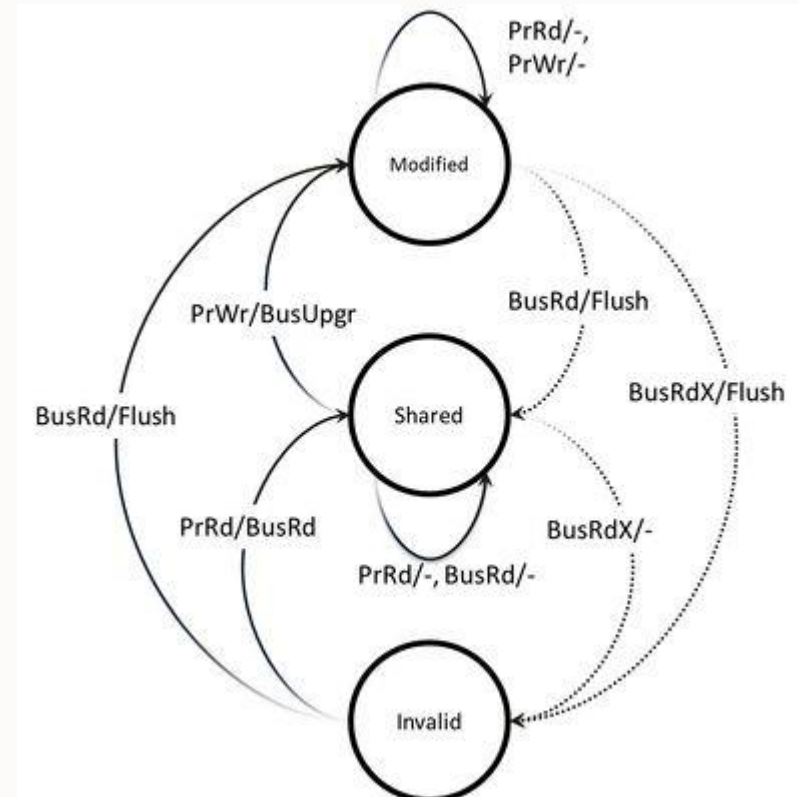 PrRd/-,
PrWr/-
Modified
BusRd/Flush
PrWr/BusUpgr
BusRdX/Flush
BusRd/Flush
Shared
PrRd/BusRd
BusRdX/-
PrRd/-, BusRd/-
Invalid